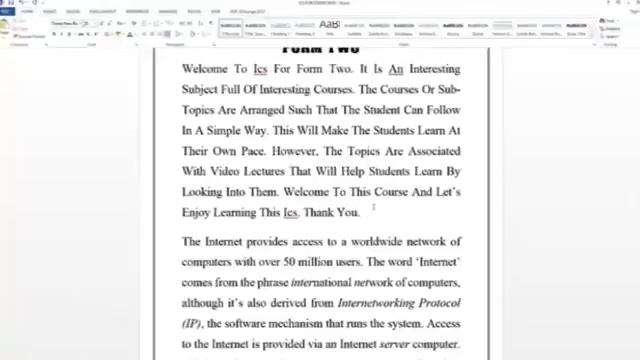 FORM TWO
Welcome To Ics For Form Two. It Is An Interesting
Subject Full Of Interesting Courses. The Courses Or Sub-
Topics Are Arranged Such That The Student Can Follow
In A Simple Way. This Will Make The Students Learn At
Their Own Pace. However, The Topics Are Associated
With Video Lectures That Will Help Students Learn By
Looking Into Them. Welcome To This Course And Let's
Enjoy Learning This Ics. Thank You.
The Internet provides access to a worldwide network of
computers with over 50 million users. The word 'Internet'
comes from the phrase international network of computers,
although it's also derived from Internetworking Protocol
(IP), the software mechanism that runs the system. Access
to the Internet is provided via an Internet server computer.